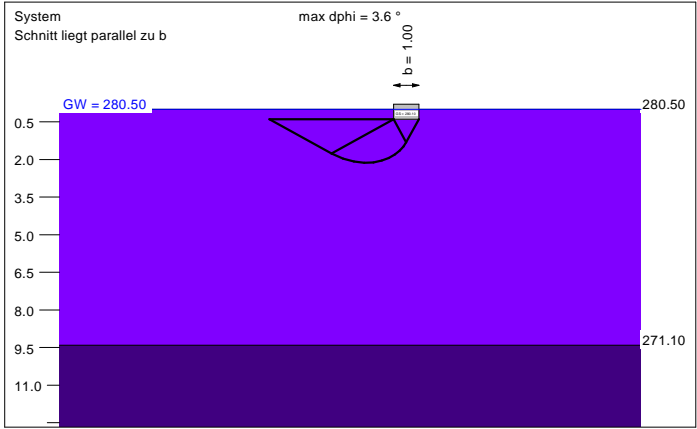 System
max dphi = 3.6 °
Schnitt liegt parallel zu b
b = 1.00
GW = 280.50
280.50
0.5
2.0
3.5
5.0
6.5
8.0
9.5
271.10
11.0